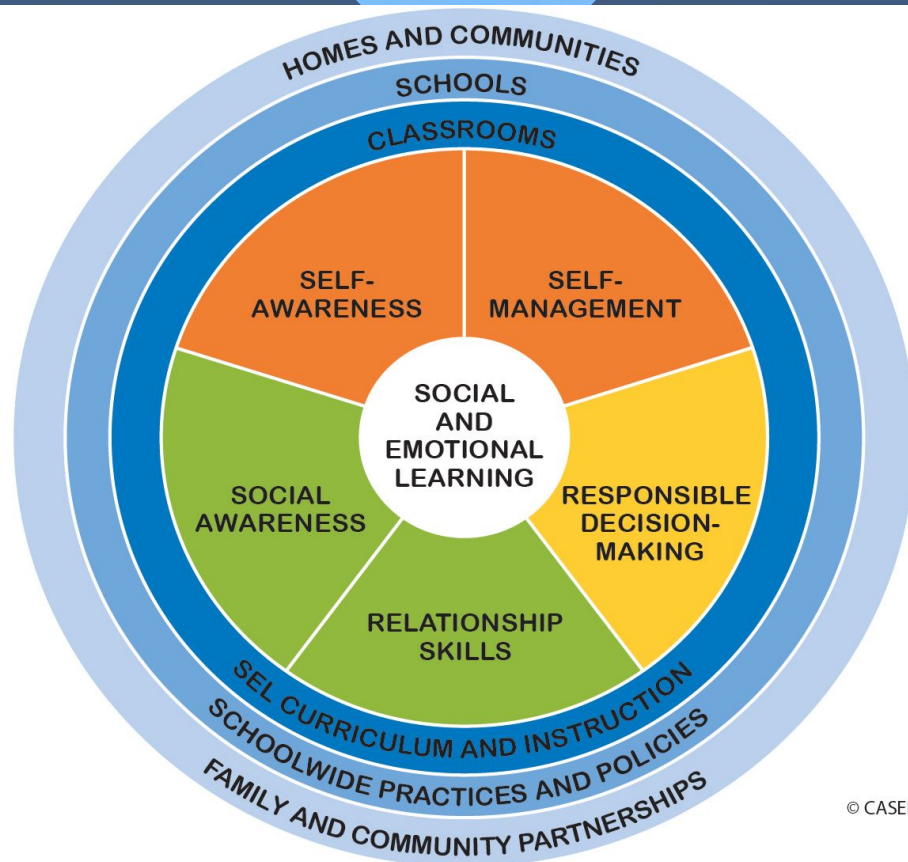 HOMES AND COMMUNITIES
SCHOOLS
CLASSROOMS
SELF-
AWARENESS
SELF-
MANAGEMENT
SOCIAL
AND
EMOTIONAL
LEARNING
SOCIAL
AWARENESS
RESPONSIBLE
DECISION-
MAKING
RELATIONSHIP
SKILLS
SEL CURRICULUM AND INSTRUCTION
SCHOOLWIDE PRACTICES AND POLICIES
FAMILY AND COMMUNITY PARTNERSHIPS
©